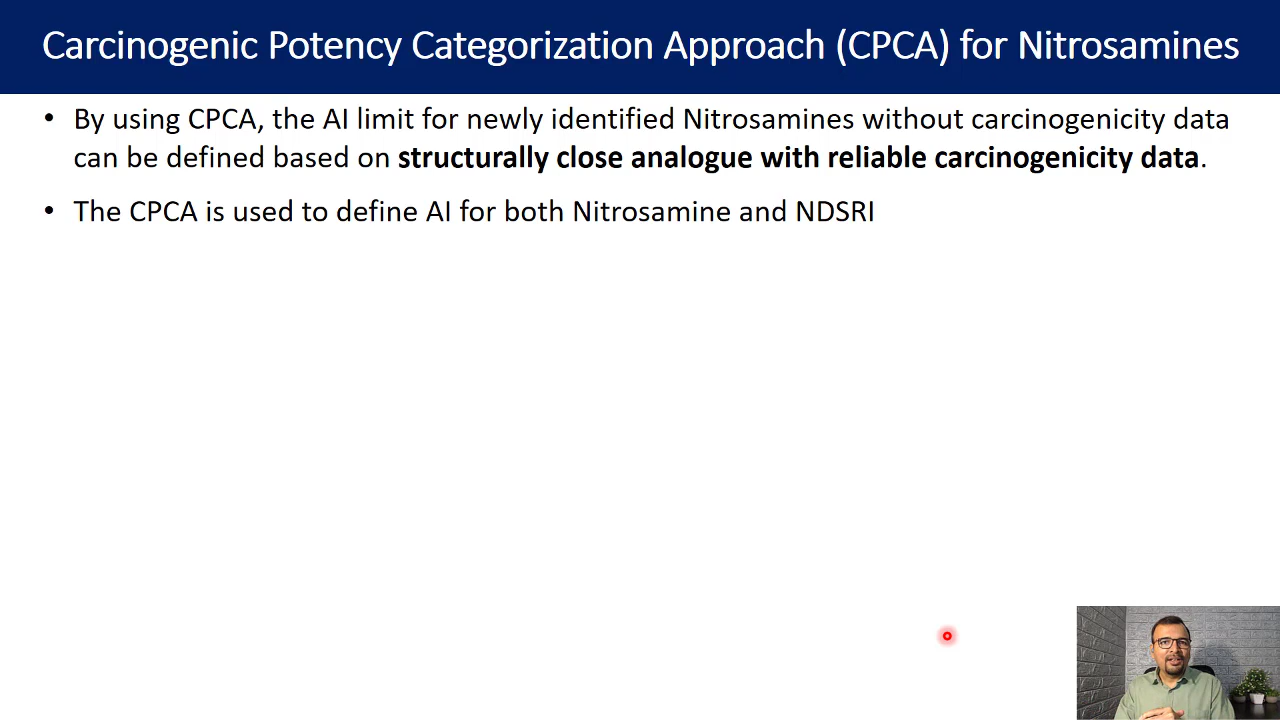 Carcinogenic Potency Categorization Approach (CPCA) for Nitrosamines
• By using CPCA, the AI limit for newly identified Nitrosamines without carcinogenicity data
can be defined based on structurally close analogue with reliable carcinogenicity data.
• The CPCA is used to define AI for both Nitrosamine and NDSRI